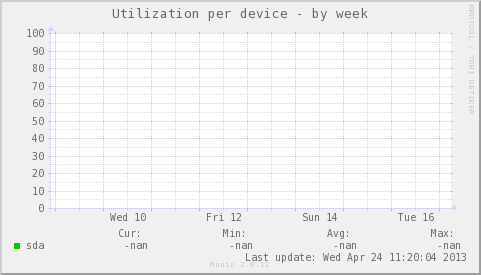 Utilization per device - by week
RRDTOOL / TOBI OETIKER
100
90
80
70
60
50
40
30
20
10
0
Wed 10 Fri 12 Sun 14 Tue 16
Cur: Min: Avg: Max:
sda -nan -nan -nan -nan
Last update: Wed Apr 24 11:20:04 2013
Munin 2.0.12